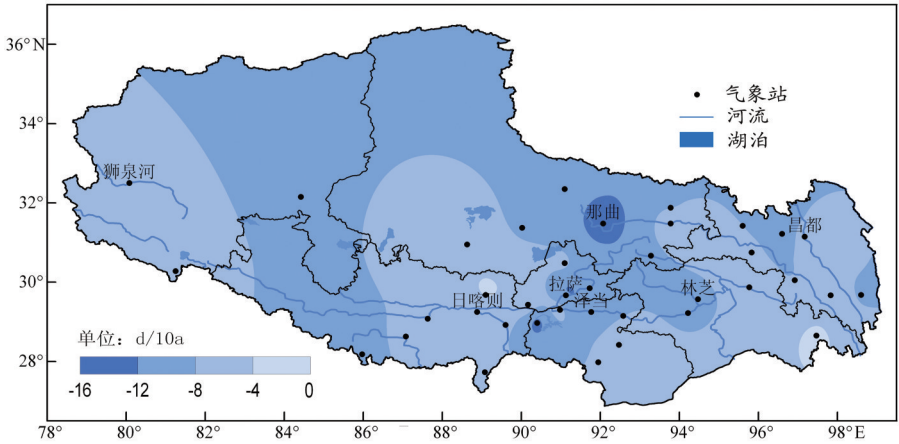 36°N
34°
32°
30°
28°
气象站
河流
湖泊
狮泉河
那曲
昌都
拉萨
泽当
林芝
日喀则
单位：d/10a
-16 -12 -8 -4 0
78° 80° 82° 84° 86° 88° 90° 92° 94° 96° 98°E